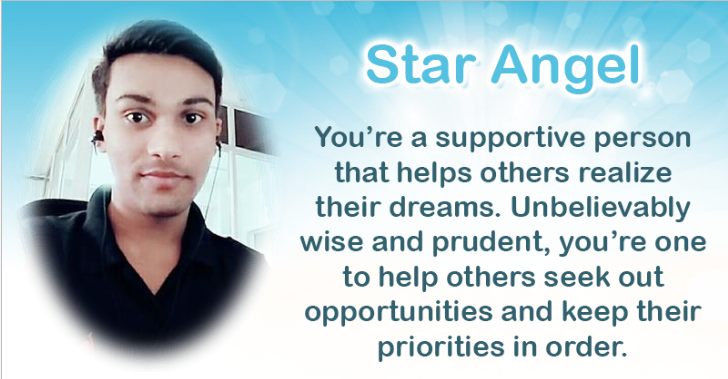 Star Angel
You’re a supportive person
that helps others realize
their dreams. Unbelievably
wise and prudent, you’re one
to help others seek out
opportunities and keep their
priorities in order.